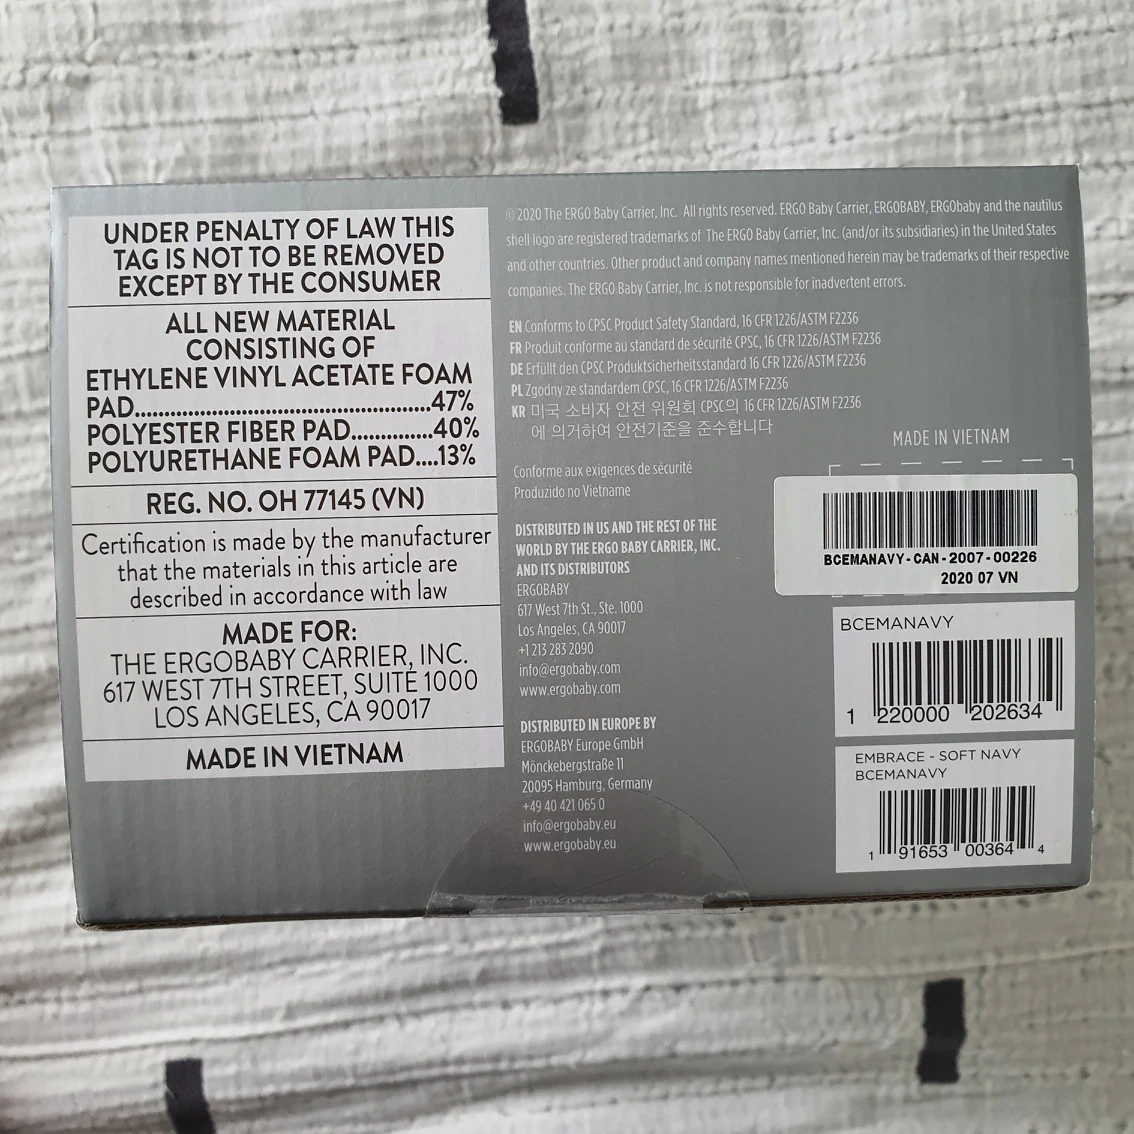 UNDER PENALTY OF LAW THIS
TAG IS NOT TO BE REMOVED
EXCEPT BY THE CONSUMER
ALL NEW MATERIAL
CONSISTING OF
ETHYLENE VINYL ACETATE FOAM
PAD..............................................47%
POLYESTER FIBER PAD...............40%
POLYURETHANE FOAM PAD....13%
REG. NO. OH 77145 (VN)
Certification is made by the manufacturer
that the materials in this article are
described in accordance with law
MADE FOR:
THE ERGOBABY CARRIER, INC.
617 WEST 7TH STREET, SUITE 1000
LOS ANGELES, CA 90017
MADE IN VIETNAM
© 2020 The ERGO Baby Carrier, Inc. All rights reserved. ERGO Baby Carrier, ERGOBABY, ERGObaby and the nautilus
shell logo are registered trademarks of The ERGO Baby Carrier, Inc. (and/or its subsidiaries) in the United States
and other countries. Other product and company names mentioned herein may be trademarks of their respective
companies. The ERGO Baby Carrier, Inc. is not responsible for inadvertent errors.
EN Conforms to CPSC Product Safety Standard, 16 CFR 1226/ASTM F2236
FR Produit conforme au standard de sécurité CPSC, 16 CFR 1226/ASTM F2236
DE Erfüllt den CPSC Produktsicherheitsstandard 16 CFR 1226/ASTM F2236
PL Zgodny ze standardem CPSC, 16 CFR 1226/ASTM F2236
KR 미국 소비자 안전 위원회 CPSC의 16 CFR 1226/ASTM F2236
에 의거하여 안전기준을 준수합니다
Conforme aux exigences de sécurité
Produzido no Vietname
DISTRIBUTED IN US AND THE REST OF THE
WORLD BY THE ERGO BABY CARRIER, INC.
AND ITS DISTRIBUTORS
ERGOBABY
617 West 7th St., Ste. 1000
Los Angeles, CA 90017
+1 213 283 2090
info@ergobaby.com
www.ergobaby.com
DISTRIBUTED IN EUROPE BY
ERGOBABY Europe GmbH
Mönckebergstraße 11
20095 Hamburg, Germany
+49 40 421 065 0
info@ergobaby.eu
www.ergobaby.eu
MADE IN VIETNAM
BCEMANAVY-CAN-2007-00226
2020 07 VN
BCEMANAVY
1 220000 202634
EMBRACE - SOFT NAVY
BCEMANAVY
1 91653 00364 4